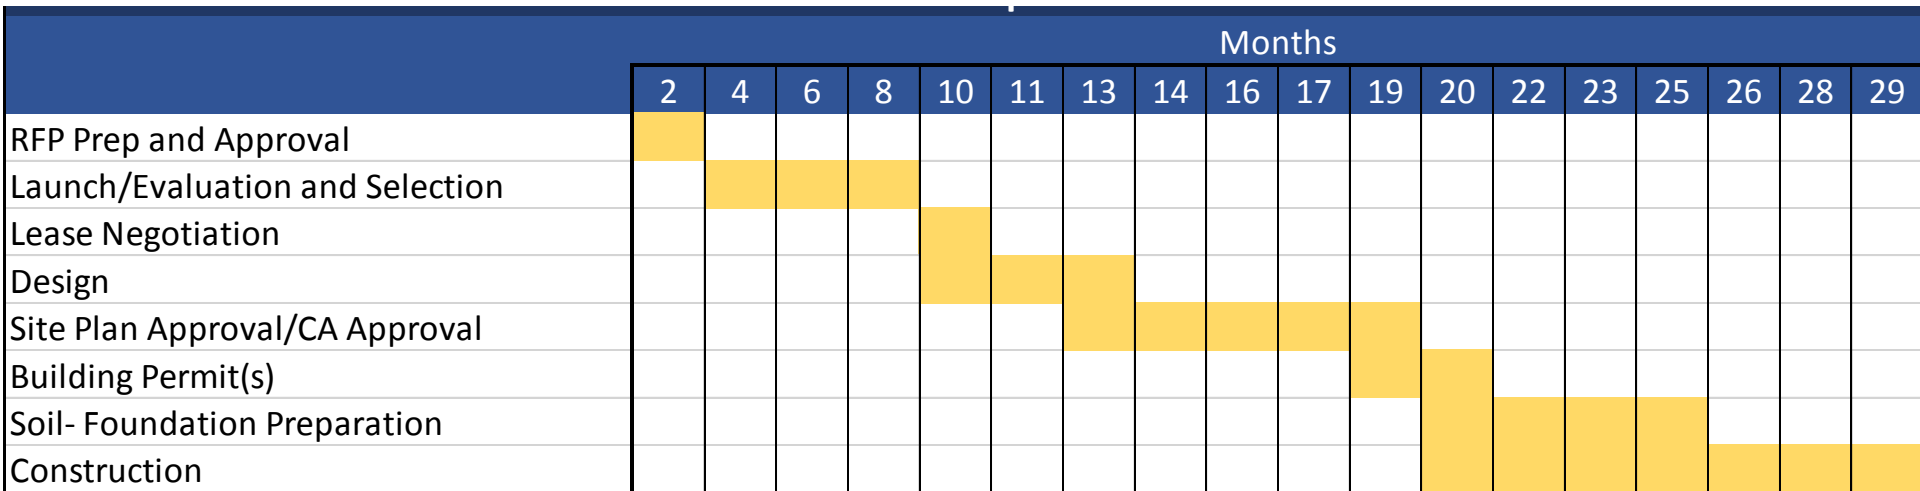 Months
2 4 6 8 10 11 13 14 16 17 19 20 22 23 25 26 28 29
RFP Prep and Approval
Launch/Evaluation and Selection
Lease Negotiation
Design
Site Plan Approval/CA Approval
Building Permit(s)
Soil- Foundation Preparation
Construction